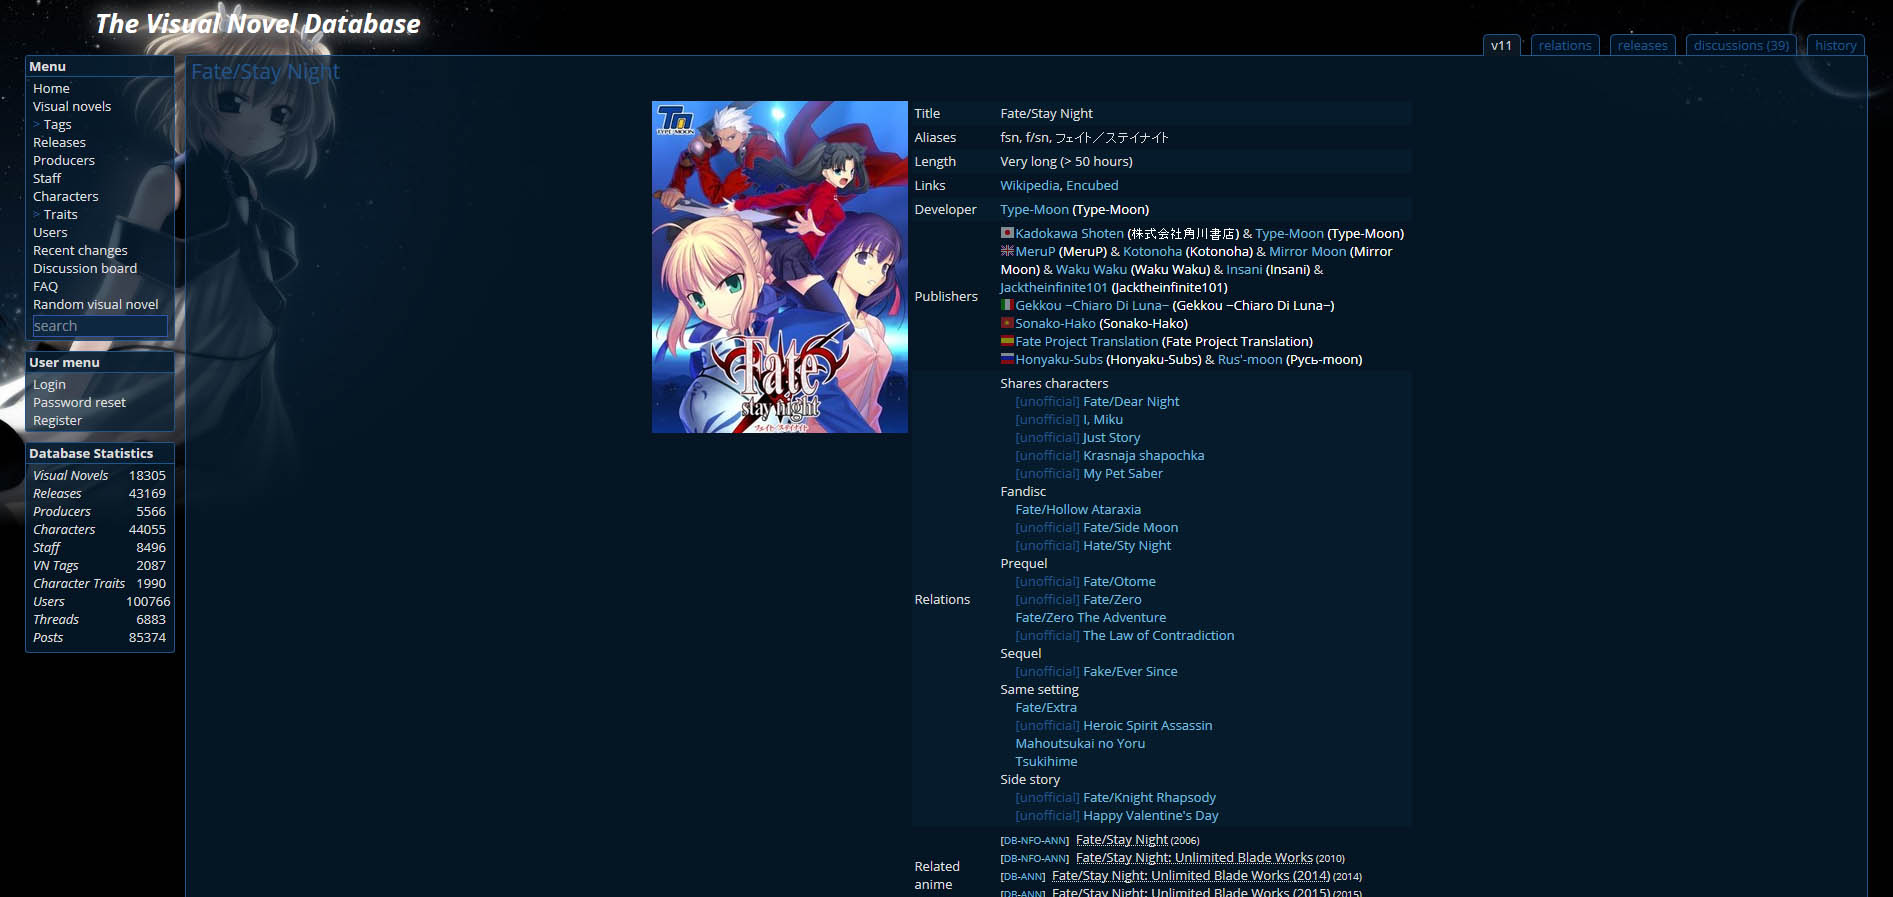 The Visual Novel Database
v11
relations
releases
discussions (39)
history
Menu
Home
Visual novels
> Tags
Releases
Producers
Staff
Characters
> Traits
Users
Recent changes
Discussion board
FAQ
Random visual novel
search
User menu
Login
Password reset
Register
Database Statistics
Visual Novels 18305
Releases 43169
Producers 5566
Characters 44055
Staff 8496
VN Tags 2087
Character Traits 1990
Users 100766
Threads 6883
Posts 85374
Fate/Stay Night
TYPE-MOON
Fate
stay night
フェイト/ステイナイト
Title Fate/Stay Night
Aliases fsn, f/sn, フェイト／ステイナイト
Length Very long (> 50 hours)
Links Wikipedia, Encubed
Developer Type-Moon (Type-Moon)
Publishers
Kadokawa Shoten (株式会社角川書店) & Type-Moon (Type-Moon)
MeruP (MeruP) & Kotonoha (Kotonoha) & Mirror Moon (Mirror
Moon) & Waku Waku (Waku Waku) & Insani (Insani) &
Jacktheinfinite101 (Jacktheinfinite101)
Gekkou ~Chiaro Di Luna~ (Gekkou ~Chiaro Di Luna~)
Sonako-Hako (Sonako-Hako)
Fate Project Translation (Fate Project Translation)
Honyaku-Subs (Honyaku-Subs) & Rus'-moon (Русь-moon)
Relations
Shares characters
[unofficial] Fate/Dear Night
[unofficial] I, Miku
[unofficial] Just Story
[unofficial] Krasnaja shapochka
[unofficial] My Pet Saber
Fandisc
Fate/Hollow Ataraxia
[unofficial] Fate/Side Moon
[unofficial] Hate/Sty Night
Prequel
[unofficial] Fate/Otome
[unofficial] Fate/Zero
Fate/Zero The Adventure
[unofficial] The Law of Contradiction
Sequel
[unofficial] Fake/Ever Since
Same setting
Fate/Extra
[unofficial] Heroic Spirit Assassin
Mahoutsukai no Yoru
Tsukihime
Side story
[unofficial] Fate/Knight Rhapsody
[unofficial] Happy Valentine's Day
Related
anime
[DB-NFO-ANN] Fate/Stay Night (2006)
[DB-NFO-ANN] Fate/Stay Night: Unlimited Blade Works (2010)
[DB-ANN] Fate/Stay Night: Unlimited Blade Works (2014) (2014)
[DB-ANN] Fate/Stay Night: Unlimited Blade Works (2015) (2015)